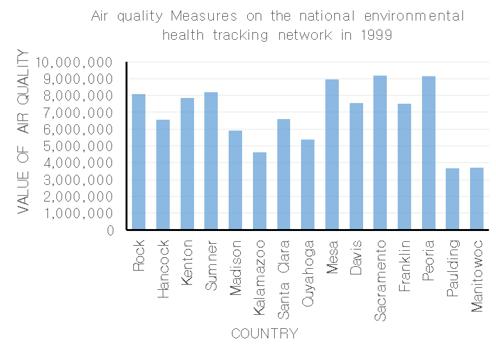 Air quality Measures on the national environmental
health tracking network in 1999
VALUE OF AIR QUALITY
10,000,000
9,000,000
8,000,000
7,000,000
6,000,000
5,000,000
4,000,000
3,000,000
2,000,000
1,000,000
0
Rock
Hancock
Kenton
Sumner
Madison
Kalamazoo
Santa Clara
Cuyahoga
Mesa
Davis
Sacramento
Franklin
Peoria
Paulding
Manitowoc
COUNTRY